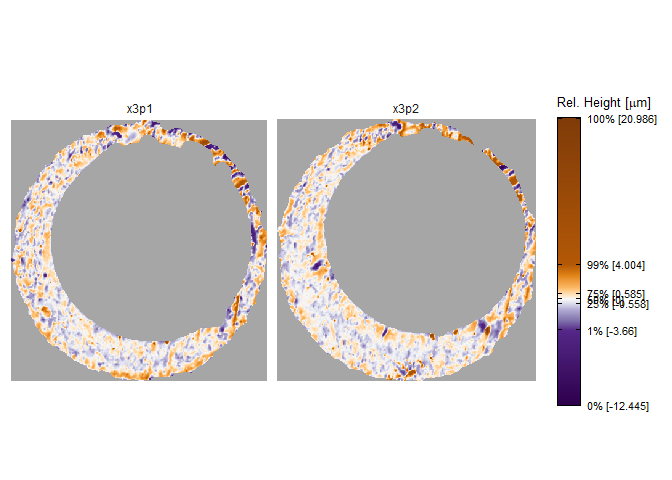 x3p1
x3p2
Rel. Height [μm]
100% [20.986]
99% [4.004]
75% [0.585]
25% [-0.558]
1% [-3.66]
0% [-12.445]